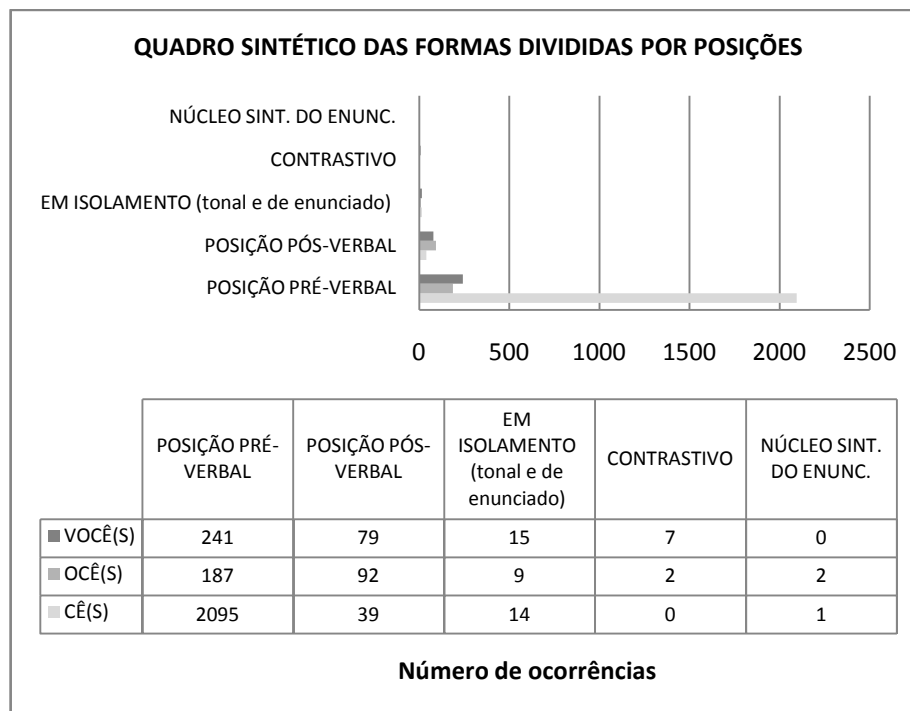 QUADRO SINTÉTICO DAS FORMAS DIVIDIDAS POR POSIÇÕES
NÚCLEO SINT. DO ENUNC.
CONTRASTIVO
EM ISOLAMENTO (tonal e de enunciado)
POSIÇÃO PÓS-VERBAL
POSIÇÃO PRÉ-VERBAL
0 500 1000 1500 2000 2500
POSIÇÃO PRÉ-
VERBAL
POSIÇÃO PÓS-
VERBAL
EM
ISOLAMENTO
(tonal e de
enunciado)
CONTRASTIVO
NÚCLEO SINT.
DO ENUNC.
VOCÊ(S) 241 79 15 7 0
OCÊ(S) 187 92 9 2 2
CÊ(S) 2095 39 14 0 1
Número de ocorrências